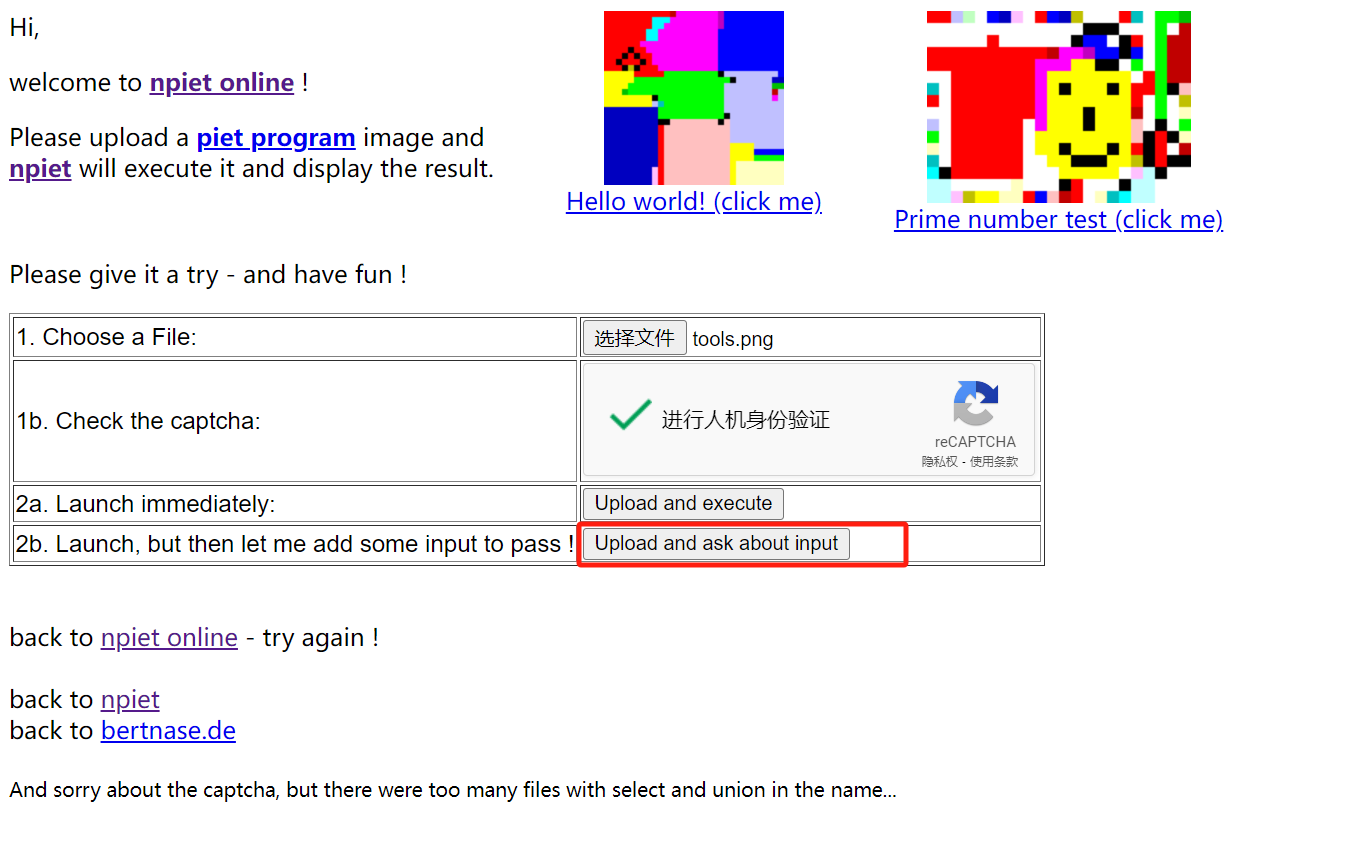 Hi,
welcome to npiet online !
Please upload a piet program image and
npiet will execute it and display the result.
Hello world! (click me)
Prime number test (click me)
Please give it a try - and have fun !
1. Choose a File:
选择文件 tools.png
1b. Check the captcha:
进行人机身份验证
reCAPTCHA
隐私权 - 使用条款
2a. Launch immediately:
Upload and execute
2b. Launch, but then let me add some input to pass !
Upload and ask about input
back to npiet online - try again !
back to npiet
back to bertnase.de
And sorry about the captcha, but there were too many files with select and union in the name...